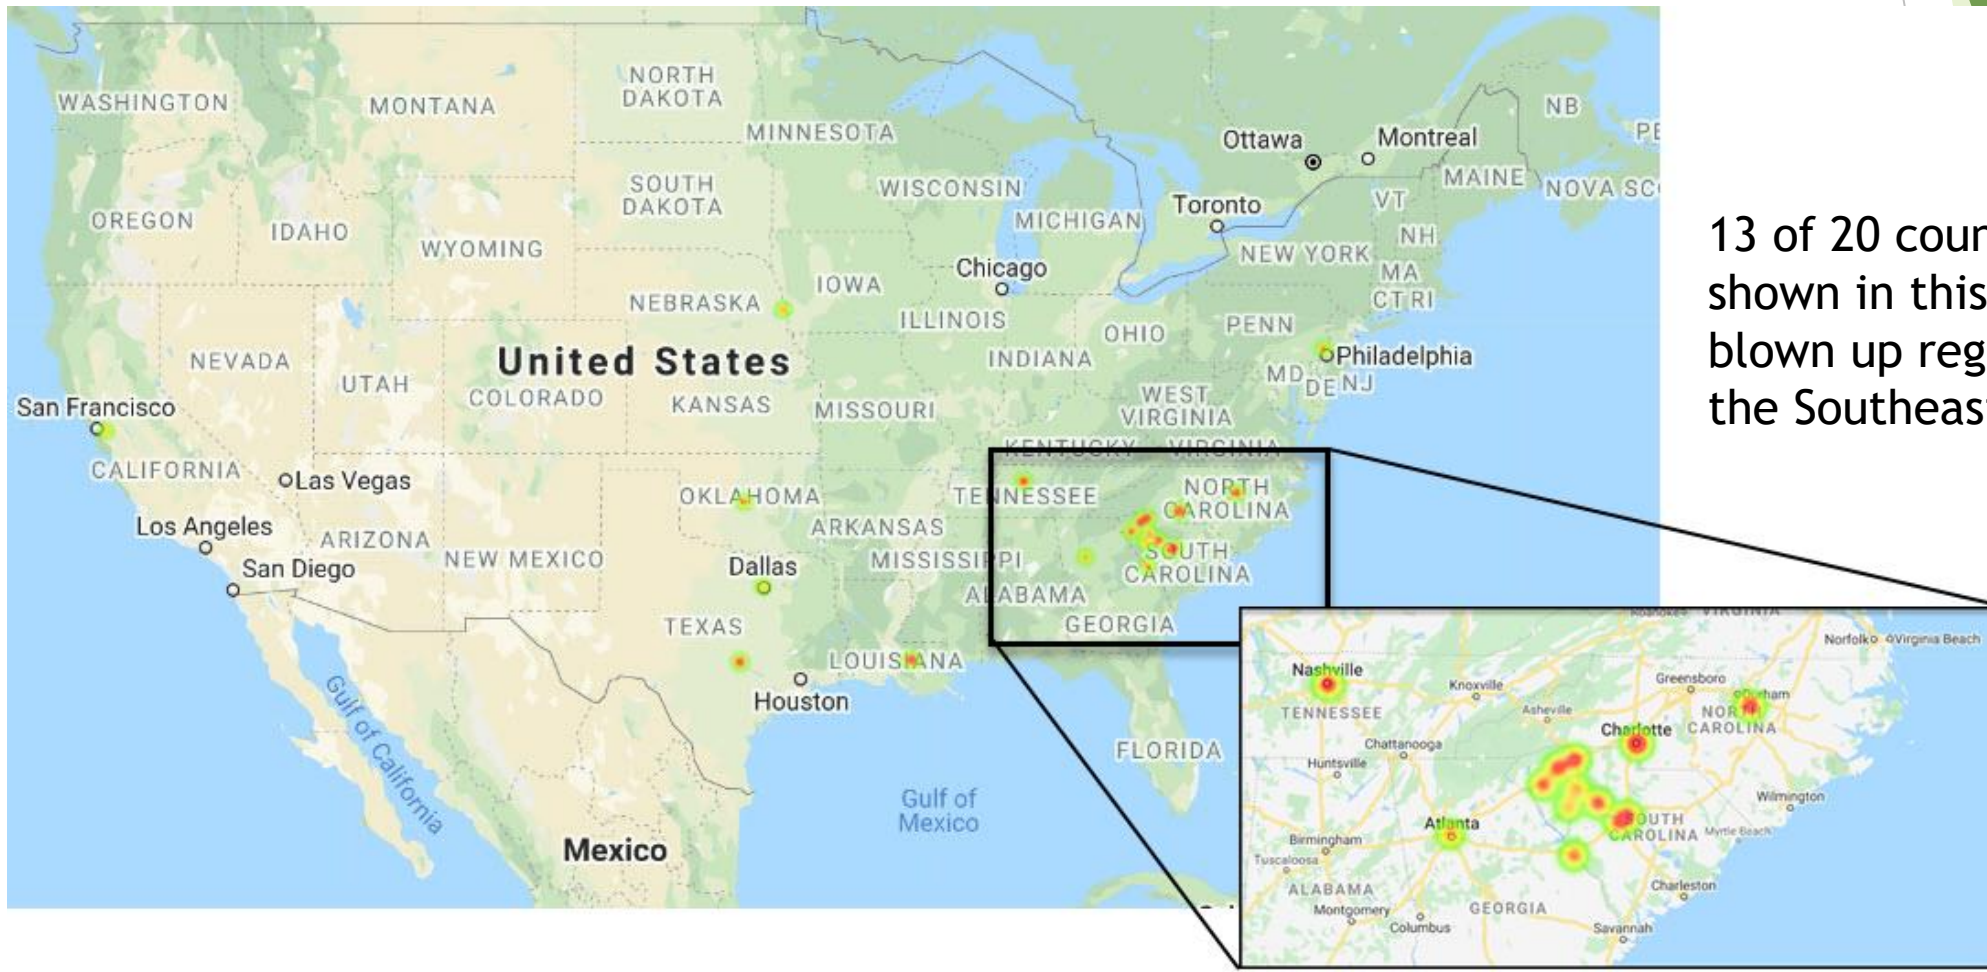 WASHINGTON
MONTANA
NORTH
DAKOTA
MINNESOTA
NB
Ottawa
Montreal
SOUTH
DAKOTA
WISCONSIN
MICHIGAN
Toronto
VT
MAINE
NOVA
OREGON
IDAHO
WYOMING
NH
NEW YORK
MA
CT RI
Chicago
IOWA
NEBRASKA
ILLINOIS
OHIO
PENN
NEVADA
United States
INDIANA
Philadelphia
UTAH
COLORADO
KANSAS
MISSOURI
WEST
VIRGINIA
MD
DE
NJ
San Francisco
KENTUCKY
VIRGINIA
CALIFORNIA
Las Vegas
OKLAHOMA
TENNESSEE
NORTH
CAROLINA
Los Angeles
ARIZONA
NEW MEXICO
ARKANSAS
MISSISSIPPI
SOUTH
CAROLINA
San Diego
Dallas
ALABAMA
TEXAS
GEORGIA
LOUISIANA
Houston
Gulf of California
FLORIDA
Gulf of
Mexico
Mexico
13 of 20
shown in this
blown up
the
Roanoke
VIRGINIA
Norfolk
Virginia Beach
Nashville
Knoxville
Greensboro
Durham
TENNESSEE
Asheville
Charlotte
NORTH
CAROLINA
Chattanooga
Huntsville
Wilmington
Atlanta
SOUTH
CAROLINA
Myrtle Beach
Birmingham
Tuscaloosa
ALABAMA
Charleston
Montgomery
GEORGIA
Columbus
Savannah